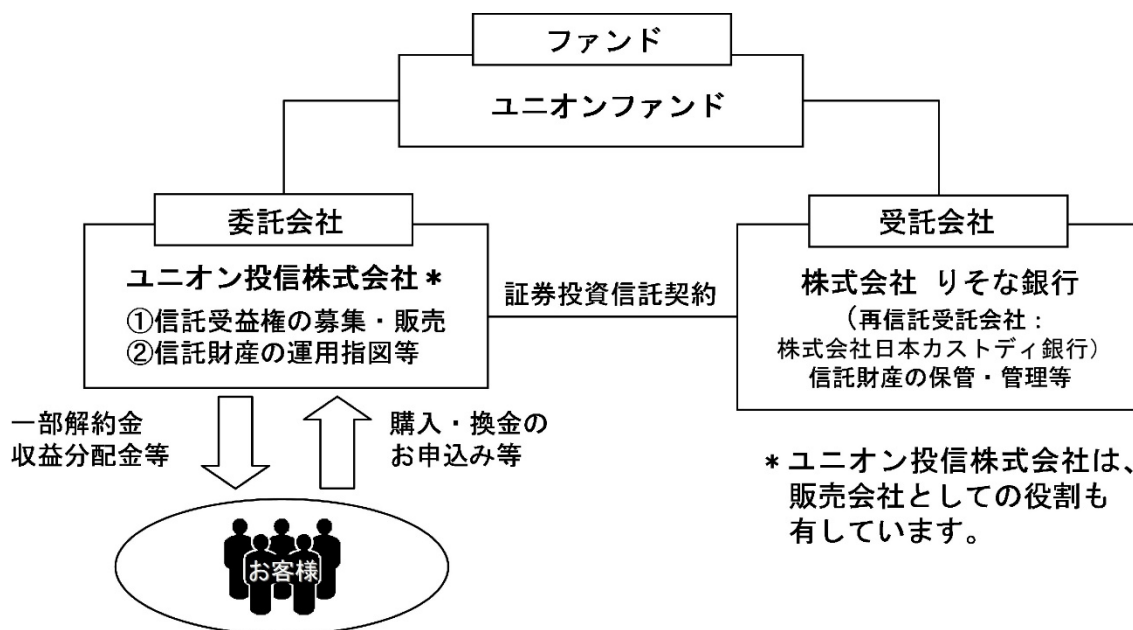 ファンド
ユニオンファンド
委託会社
ユニオン投信株式会社*
①信託受益権の募集・販売
②信託財産の運用指図等
証券投資信託契約
受託会社
株式会社 りそな銀行
(再信託受託会社:
株式会社日本カストディ銀行)
信託財産の保管・管理等
一部解約金
収益分配金等
購入・換金の
お申込み等
お客様
*ユニオン投信株式会社は、
販売会社としての役割も
有しています。